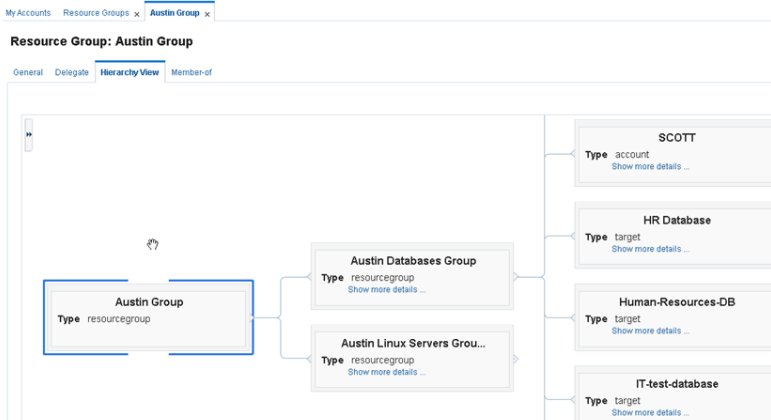 My Accounts Resource Groups × Austin Group ×
Resource Group: Austin Group
General Delegate Hierarchy View Member-of
SCOTT
Type account
Show more details ...
HR Database
Type target
Show more details ...
Austin Databases Group
Type resourcegroup
Show more details ...
Austin Group
Type resourcegroup
Human-Resources-DB
Type target
Show more details ...
Austin Linux Servers Grou...
Type resourcegroup
Show more details ...
IT-test-database
Type target
Show more details ...